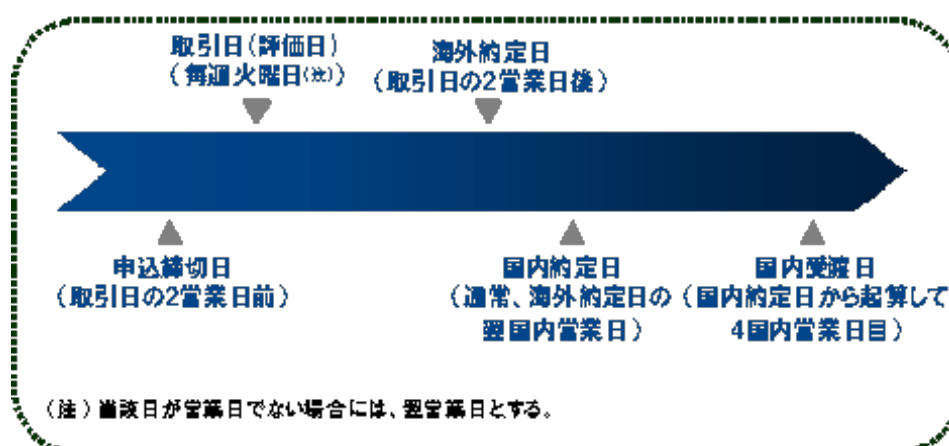 取引日(評価日)
(毎週火曜日(注))
海外約定日
(取引日の2営業日後)
申込締切日
(取引日の2営業日前)
国内約定日
(通常、海外約定日の
翌国内営業日)
国内受渡日
(国内約定日から起算して
4国内営業日目)
(注)当該日が営業日でない場合には、翌営業日とする。